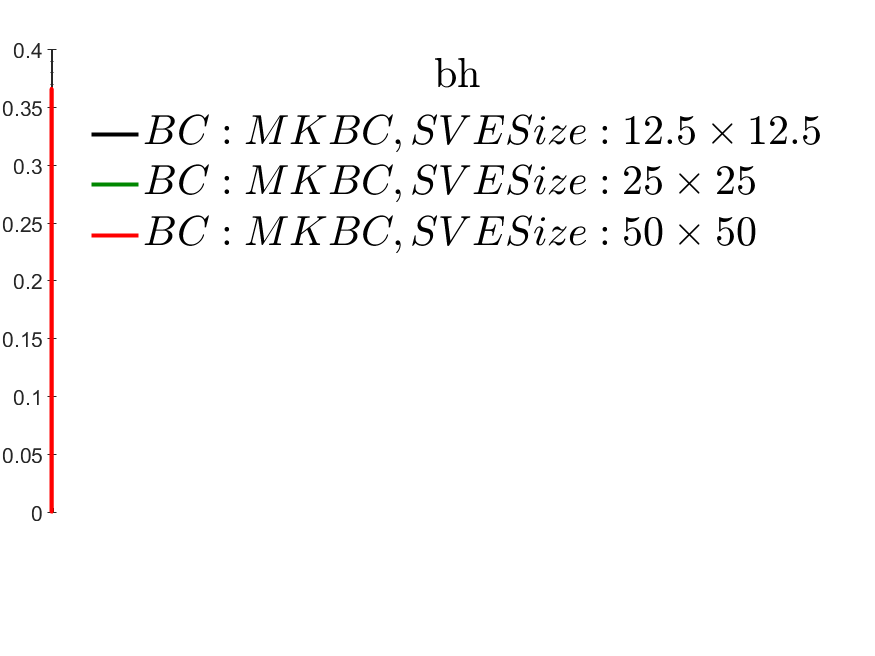 0.4
bh
0.35
BC : MKBC, SVESize : 12.5 × 12.5
0.3
BC : MKBC, SVESize : 25 × 25
0.25
BC : MKBC, SVESize : 50 × 50
0.2
0.15
0.1
0.05
0